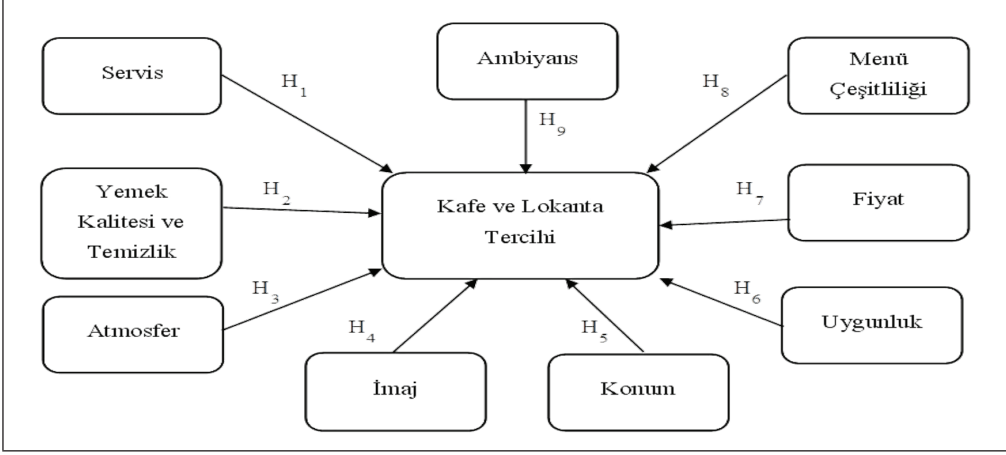 Servis
H1
Ambiyans
H9
Menü
Çeşitliliği
H8
Yemek
Kalitesi ve
Temizlik
H2
Kafe ve Lokanta
Tercihi
H7
Fiyat
Atmosfer
H3
İmaj
H4
Konum
H5
H6
Uygunluk